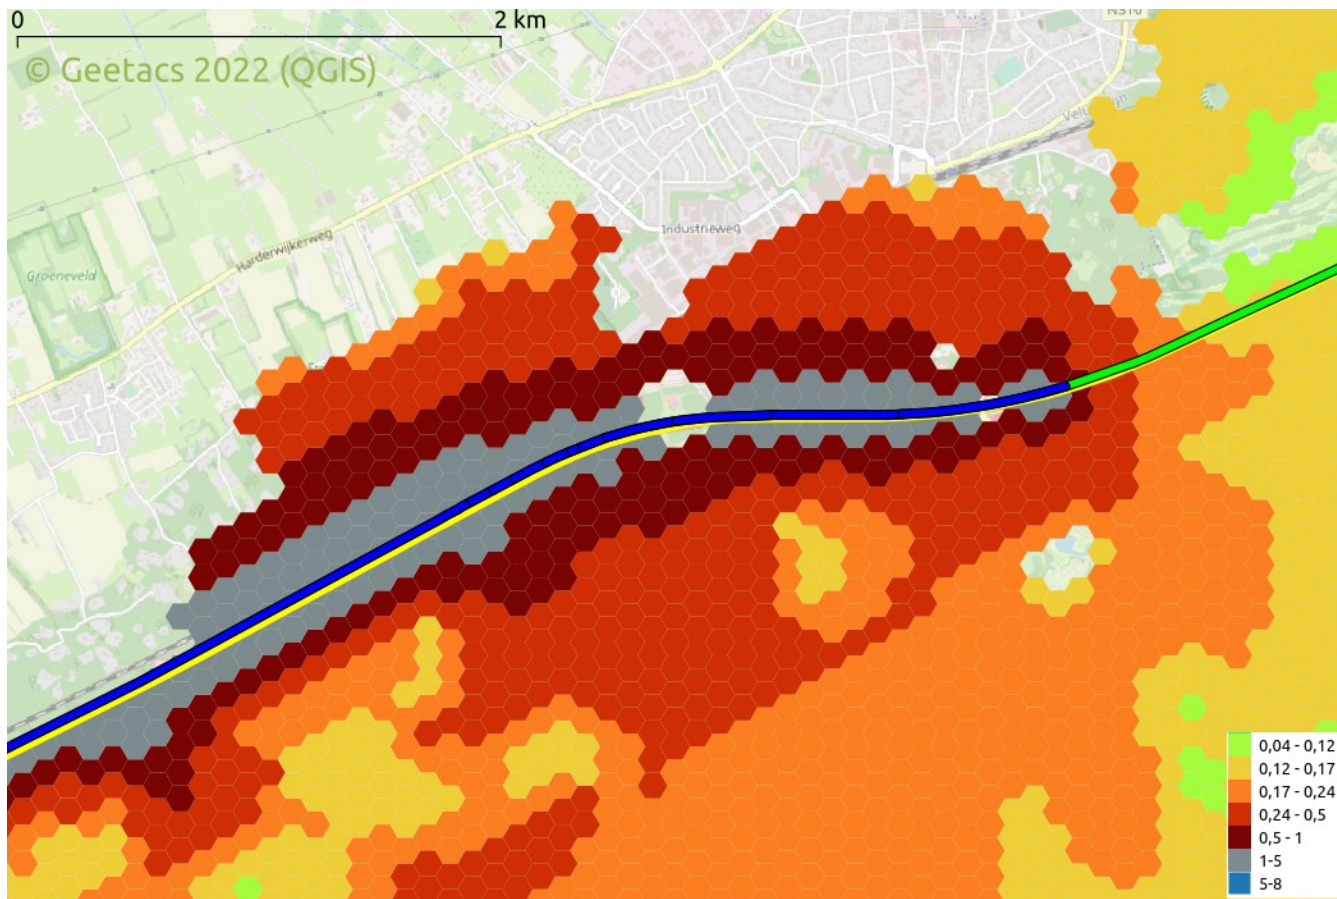 0 2 km
© Geetacs 2022 (QGIS)
N310
Groeneveld
Harderwijkerweg
Industrieweg
0,04 - 0,12
0,12 - 0,17
0,17 - 0,24
0,24 - 0,5
0,5 - 1
1-5
5-8